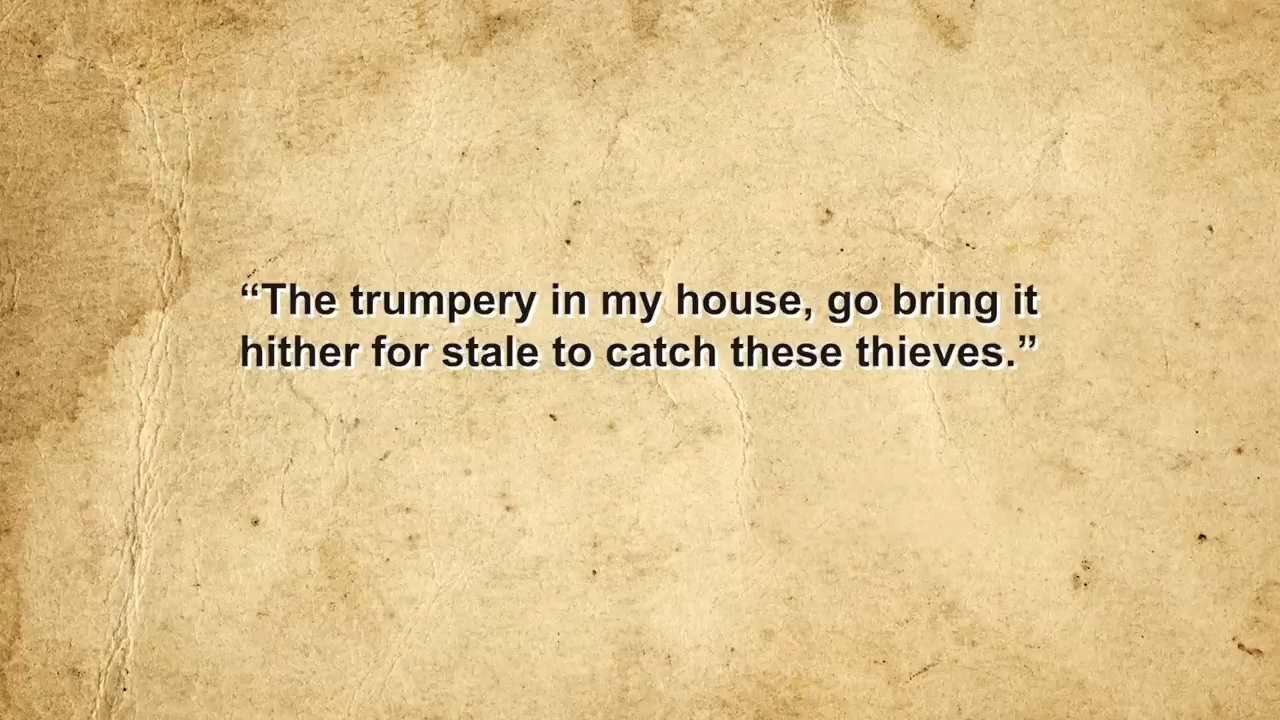 “The trumpery in my house, go bring it
hither for stale to catch these thieves.”